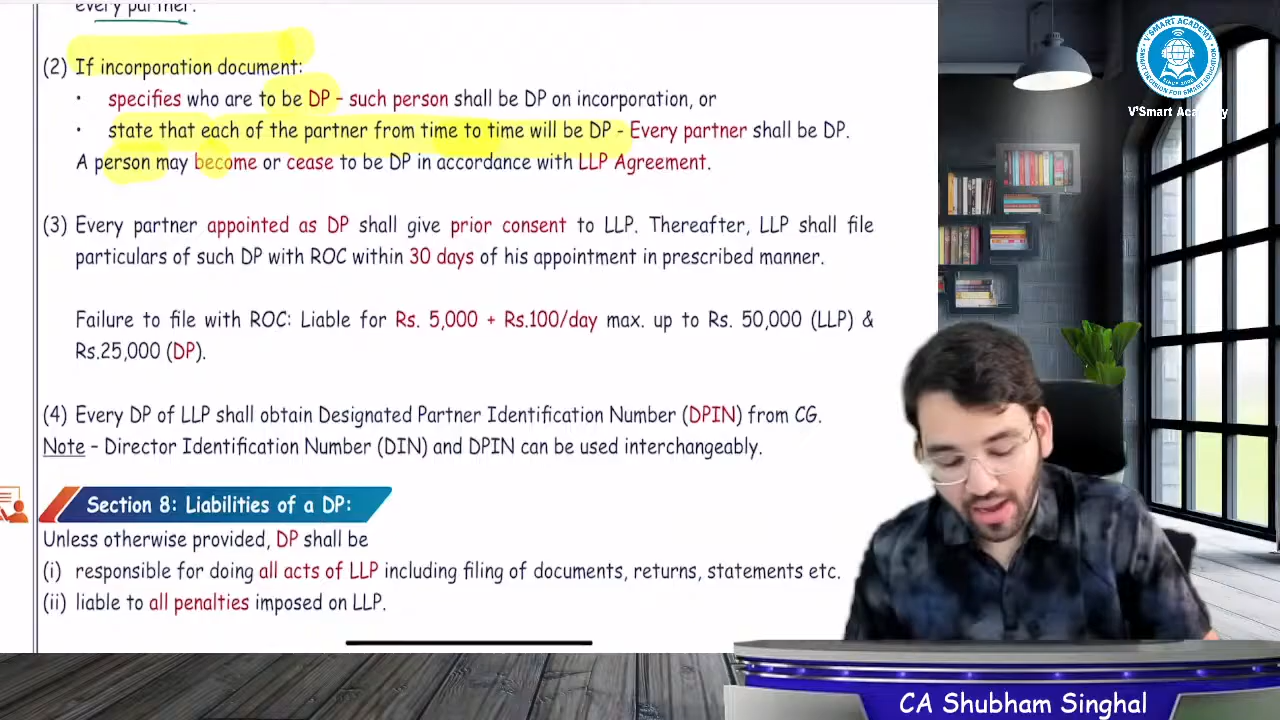 every partner.
(2) If incorporation document:
• specifies who are to be DP – such person shall be DP on incorporation, or
• state that each of the partner from time to time will be DP - Every partner shall be DP.
A person may become or cease to be DP in accordance with LLP Agreement.
(3) Every partner appointed as DP shall give prior consent to LLP. Thereafter, LLP shall file
particulars of such DP with ROC within 30 days of his appointment in prescribed manner.
Failure to file with ROC: Liable for Rs. 5,000 + Rs.100/day max. up to Rs. 50,000 (LLP) &
Rs.25,000 (DP).
(4) Every DP of LLP shall obtain Designated Partner Identification Number (DPIN) from CG.
Note – Director Identification Number (DIN) and DPIN can be used interchangeably.
Section 8: Liabilities of a DP:
Unless otherwise provided, DP shall be
(i) responsible for doing all acts of LLP including filing of documents, returns, statements etc.
(ii) liable to all penalties imposed on LLP.
V'SMART ACADEMY
SMART DECISION FOR SMART EDUCATION
V'Smart Academy
CA Shubham Singhal